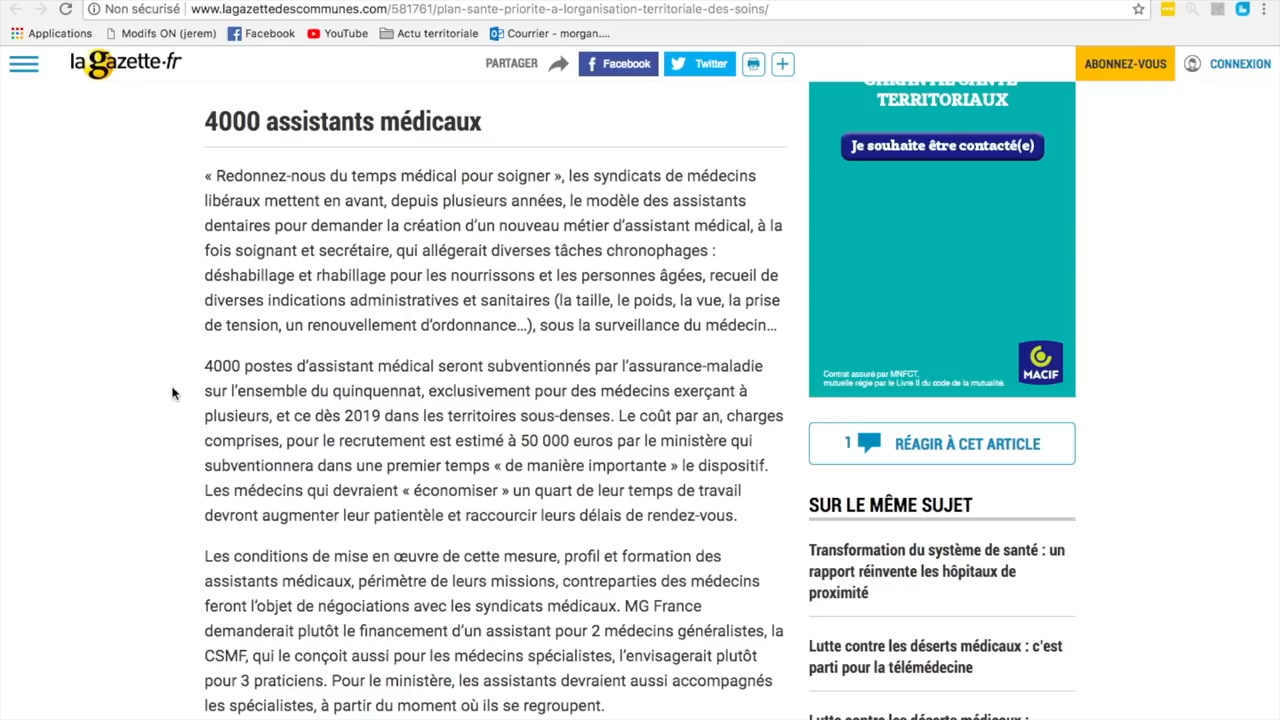 Non sécurisé www.lagazettedescommunes.com/581761/plan-sante-priorite-a-lorganisation-territoriale-des-soins/
Applications Modifs ON (jerem) Facebook YouTube Actu territoriale Courrier - morgan....
la gazette.fr PARTAGER Facebook Twitter ABONNEZ-VOUS CONNEXION
4000 assistants médicaux
« Redonnez-nous du temps médical pour soigner », les syndicats de médecins
libéraux mettent en avant, depuis plusieurs années, le modèle des assistants
dentaires pour demander la création d’un nouveau métier d’assistant médical, à la
fois soignant et secrétaire, qui allégerait diverses tâches chronophages :
déshabillage et rhabillage pour les nourrissons et les personnes âgées, recueil de
diverses indications administratives et sanitaires (la taille, le poids, la vue, la prise
de tension, un renouvellement d’ordonnance…), sous la surveillance du médecin…
4000 postes d’assistant médical seront subventionnés par l’assurance-maladie
sur l’ensemble du quinquennat, exclusivement pour des médecins exerçant à
plusieurs, et ce dès 2019 dans les territoires sous-denses. Le coût par an, charges
comprises, pour le recrutement est estimé à 50 000 euros par le ministère qui
subventionnera dans une premier temps « de manière importante » le dispositif.
Les médecins qui devraient « économiser » un quart de leur temps de travail
devront augmenter leur patientèle et raccourcir leurs délais de rendez-vous.
Les conditions de mise en œuvre de cette mesure, profil et formation des
assistants médicaux, périmètre de leurs missions, contreparties des médecins
feront l’objet de négociations avec les syndicats médicaux. MG France
demanderait plutôt le financement d’un assistant pour 2 médecins généralistes, la
CSMF, qui le conçoit aussi pour les médecins spécialistes, l’envisagerait plutôt
pour 3 praticiens. Pour le ministère, les assistants devraient aussi accompagnés
les spécialistes, à partir du moment où ils se regroupent.
TERRITORIAUX
Je souhaite être contacté(e)
MACIF
Contrat assuré par MNFCT,
mutuelle régie par le Livre II du code de la mutualité.
1 RÉAGIR À CET ARTICLE
SUR LE MÊME SUJET
Transformation du système de santé : un
rapport réinvente les hôpitaux de
proximité
Lutte contre les déserts médicaux : c'est
parti pour la télémédecine
Lutte contre les déserts médicaux :